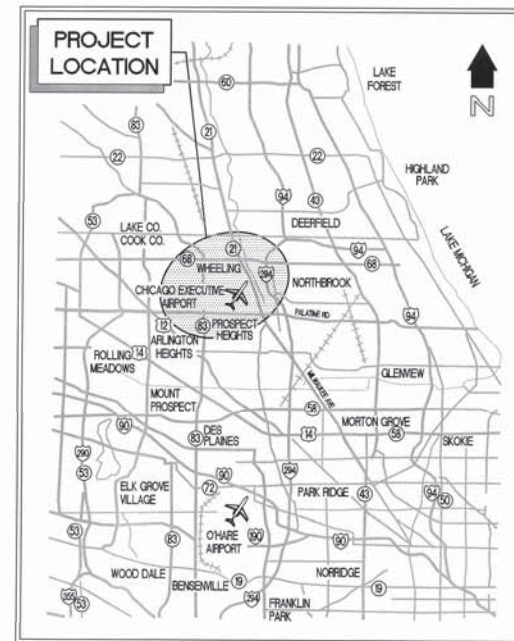 PROJECT
LOCATION
N
LAKE
FOREST
60
83
21
22
22
HIGHLAND
PARK
94
43
53
DEERFIELD
LAKE MICHIGAN
LAKE CO.
COOK CO.
21
94
68
68
WHEELING
294
NORTHBROOK
CHICAGO EXECUTIVE
AIRPORT
PALATINE RD
94
12
83
PROSPECT
HEIGHTS
ARLINGTON
HEIGHTS
14
ROLLING
MEADOWS
MILWAUKEE AVE
GLENVIEW
MOUNT
PROSPECT
58
MORTON GROVE
90
14
58
83
DES
PLAINES
SKOKIE
290
53
90
294
72
ELK GROVE
VILLAGE
PARK RIDGE
43
94
50
O'HARE
AIRPORT
53
83
190
90
WOOD DALE
BENSENVILLE
19
NORRIDGE
19
355
53
294
FRANKLIN
PARK